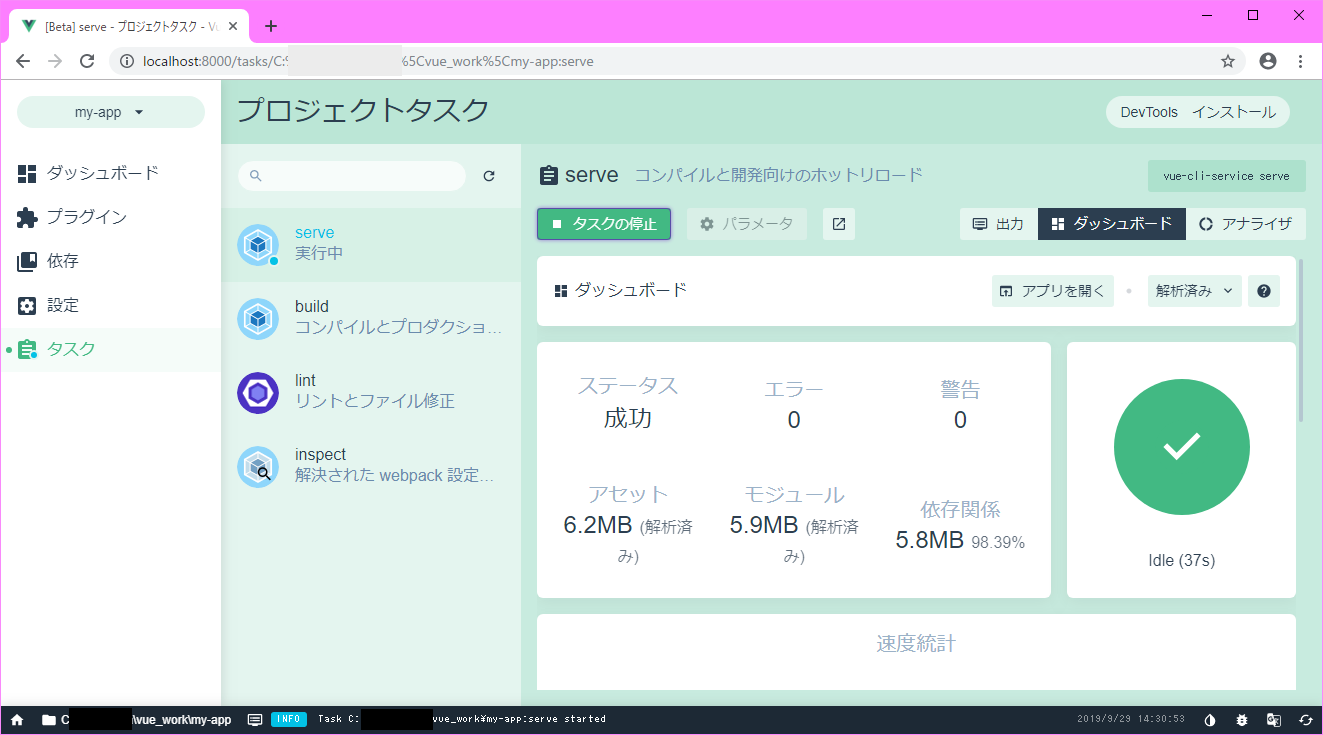 [Beta] serve - プロジェクトタスク - Vu
localhost:8000/tasks/C:%
%5Cvue_work%5Cmy-app:serve
my-app
プロジェクトタスク
DevTools インストール
ダッシュボード
プラグイン
依存
設定
タスク
serve
実行中
build
コンパイルとプロダクショ...
lint
リントとファイル修正
inspect
解決された webpack 設定...
serve コンパイルと開発向けのホットリロード
vue-cli-service serve
タスクの停止
パラメータ
出力
ダッシュボード
アナライザ
ダッシュボード
アプリを開く
解析済み
ステータス
成功
エラー
0
警告
0
アセット
6.2MB (解析済
み)
モジュール
5.9MB (解析済
み)
依存関係
5.8MB 98.39%
Idle (37s)
速度統計
C
\vue_work\my-app
INFO
Task C:
vue_work¥my-app:serve started
2019/9/29 14:30:53